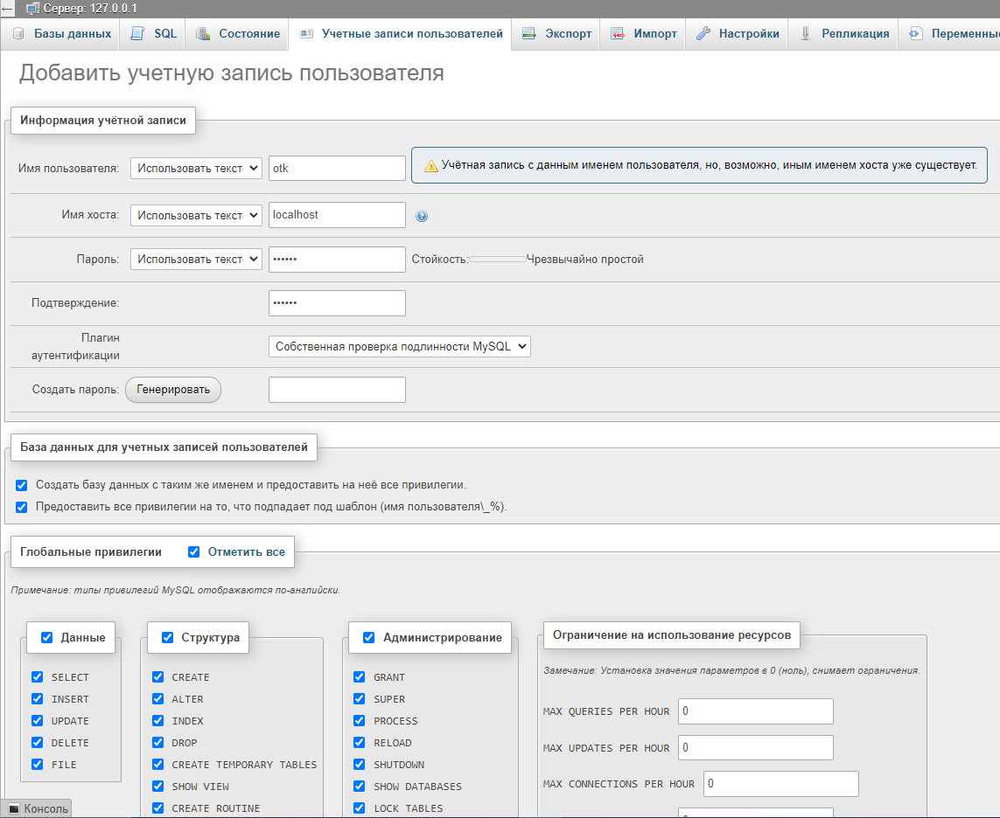 Сервер: 127.0.0.1
Базы данных SQL Состояние Учетные записи пользователей Экспорт Импорт Настройки Репликация Переменные
Добавить учетную запись пользователя
Информация учётной записи
Имя пользователя: Использовать текст otk Учётная запись с данным именем пользователя, но, возможно, иным именем хоста уже существует.
Имя хоста: Использовать текст localhost
Пароль: Использовать текст •••••• Стойкость: Чрезвычайно простой
Подтверждение: ••••••
Плагин
аутентификации
Собственная проверка подлинности MySQL
Создать пароль: Генерировать
База данных для учетных записей пользователей
Создать базу данных с таким же именем и предоставить на неё все привилегии.
Предоставить все привилегии на то, что подпадает под шаблон (имя пользователя\_%).
Глобальные привилегии Отметить все
Примечание: типы привилегий MySQL отображаются по-английски.
Данные
SELECT
INSERT
UPDATE
DELETE
FILE
Структура
CREATE
ALTER
INDEX
DROP
CREATE TEMPORARY TABLES
SHOW VIEW
CREATE ROUTINE
Администрирование
GRANT
SUPER
PROCESS
RELOAD
SHUTDOWN
SHOW DATABASES
LOCK TABLES
Ограничение на использование ресурсов
Замечание: Установка значения параметров в 0 (ноль), снимает ограничения.
MAX QUERIES PER HOUR 0
MAX UPDATES PER HOUR 0
MAX CONNECTIONS PER HOUR 0
Консоль